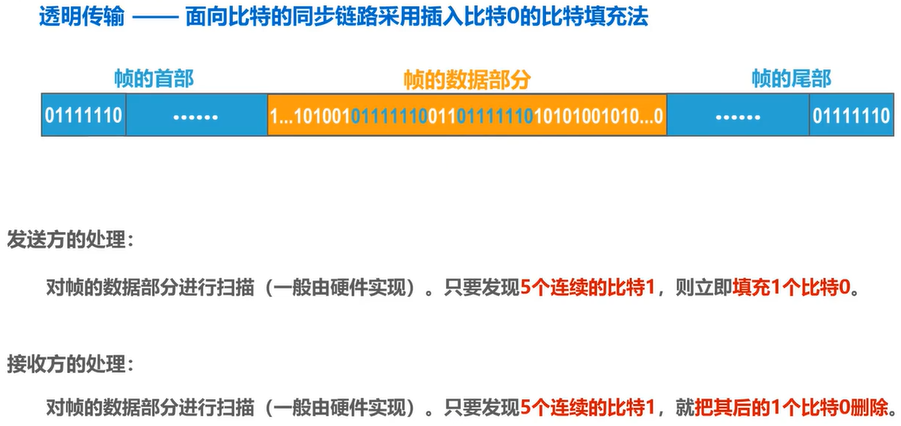 透明传输 —— 面向比特的同步链路采用插入比特0的比特填充法
帧的首部 帧的数据部分 帧的尾部
01111110 ······ 1...101001011111100110111111010101001010...0 ······ 01111110
发送方的处理：
对帧的数据部分进行扫描（一般由硬件实现）。只要发现5个连续的比特1，则立即填充1个比特0。
接收方的处理：
对帧的数据部分进行扫描（一般由硬件实现）。只要发现5个连续的比特1，就把其后的1个比特0删除。